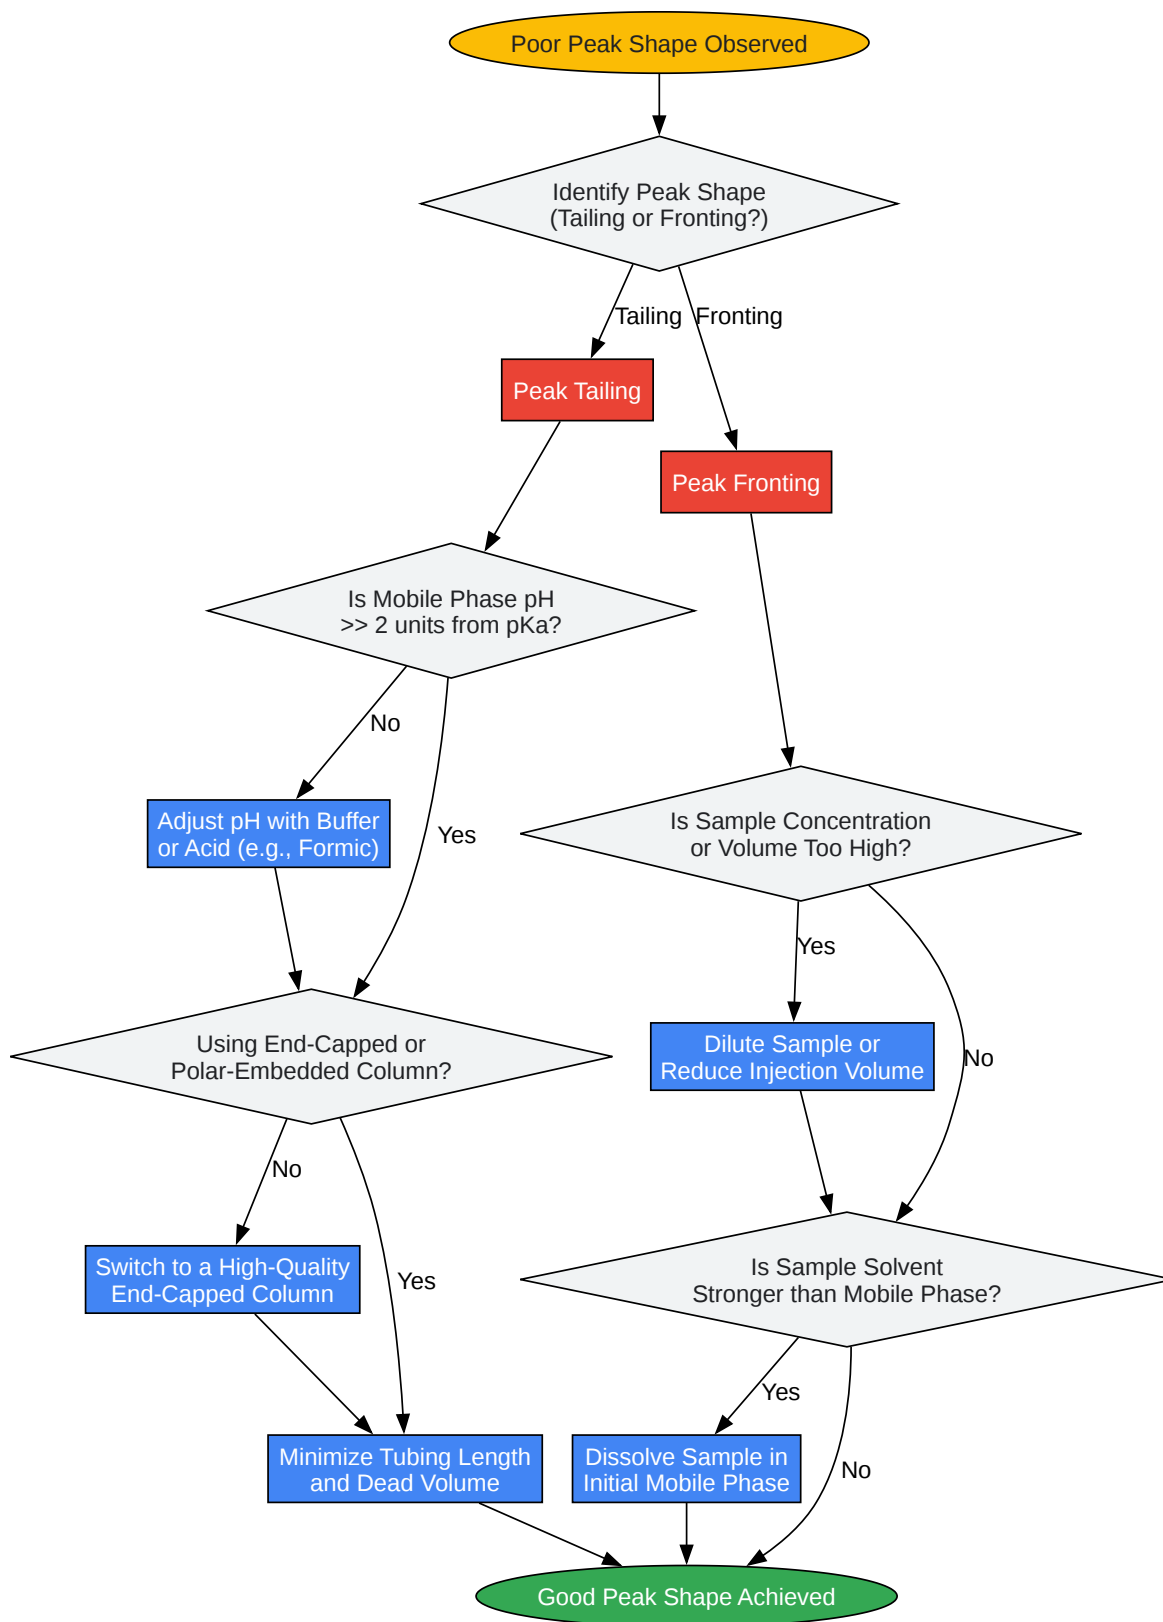 Poor Peak Shape Observed
Identify Peak Shape
(Tailing or Fronting?)
Tailing
Fronting
Peak Tailing
Peak Fronting
Is Mobile Phase pH
>> 2 units from pKa?
No
Yes
Adjust pH with Buffer
or Acid (e.g., Formic)
Is Sample Concentration
or Volume Too High?
Yes
No
Using End-Capped or
Polar-Embedded Column?
Dilute Sample or
Reduce Injection Volume
No
Yes
Switch to a High-Quality
End-Capped Column
Is Sample Solvent
Stronger than Mobile Phase?
Yes
No
Minimize Tubing Length
and Dead Volume
Dissolve Sample in
Initial Mobile Phase
Good Peak Shape Achieved